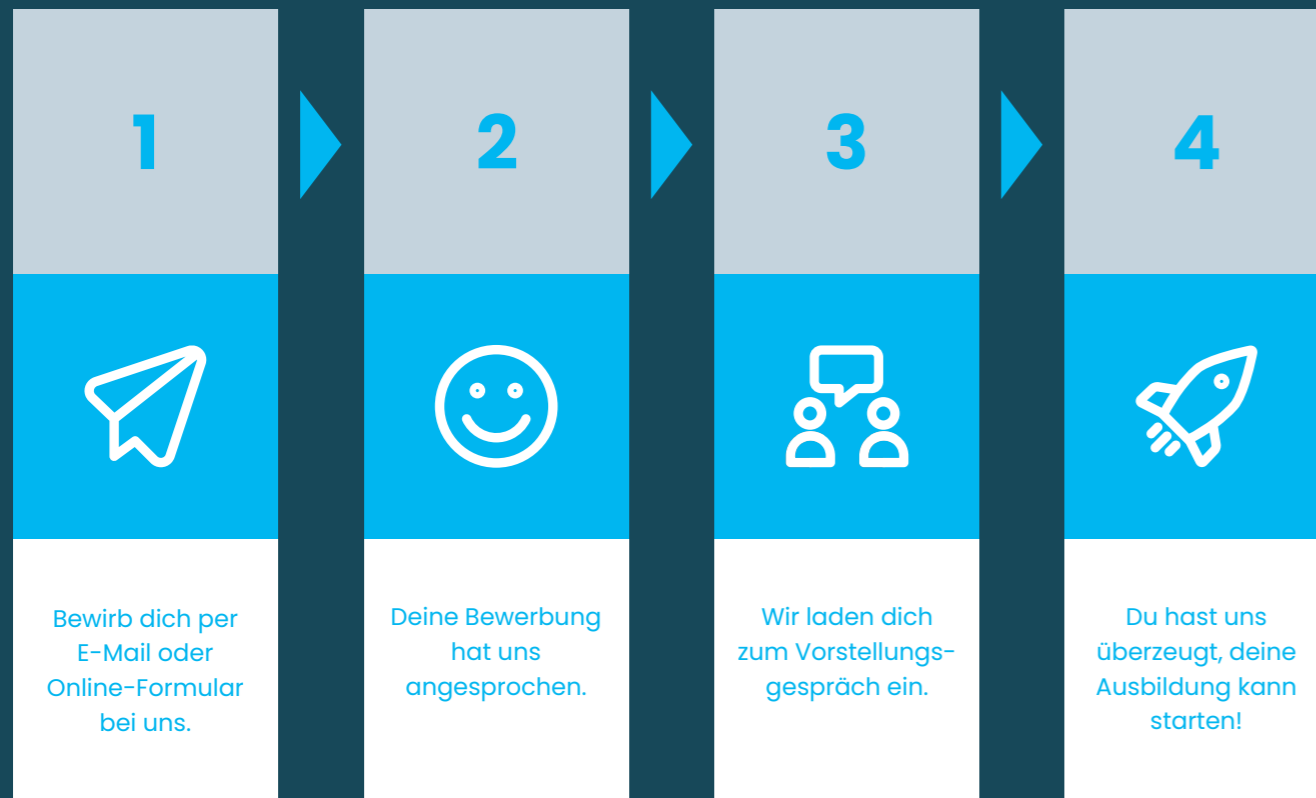 1
Bewirb dich per
E-Mail oder
Online-Formular
bei uns.
2
Deine Bewerbung
hat uns
angesprochen.
3
Wir laden dich
zum Vorstellungs-
gespräch ein.
4
Du hast uns
überzeugt, deine
Ausbildung kann
starten!